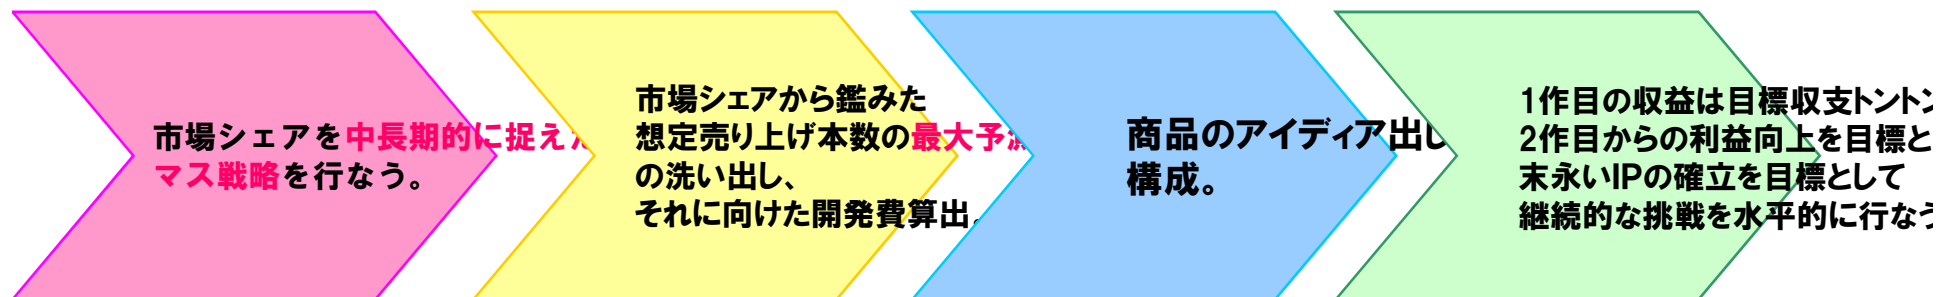 市場シェアを中長期的に捉え
マス戦略を行なう。
市場シェアから鑑みた
想定売り上げ本数の最大予
の洗い出し、
それに向けた開発費算出。
商品のアイディア出し
構成。
1作目の収益は目標収支トントン
2作目からの利益向上を目標と
末永いIPの確立を目標として
継続的な挑戦を水平的に行なう